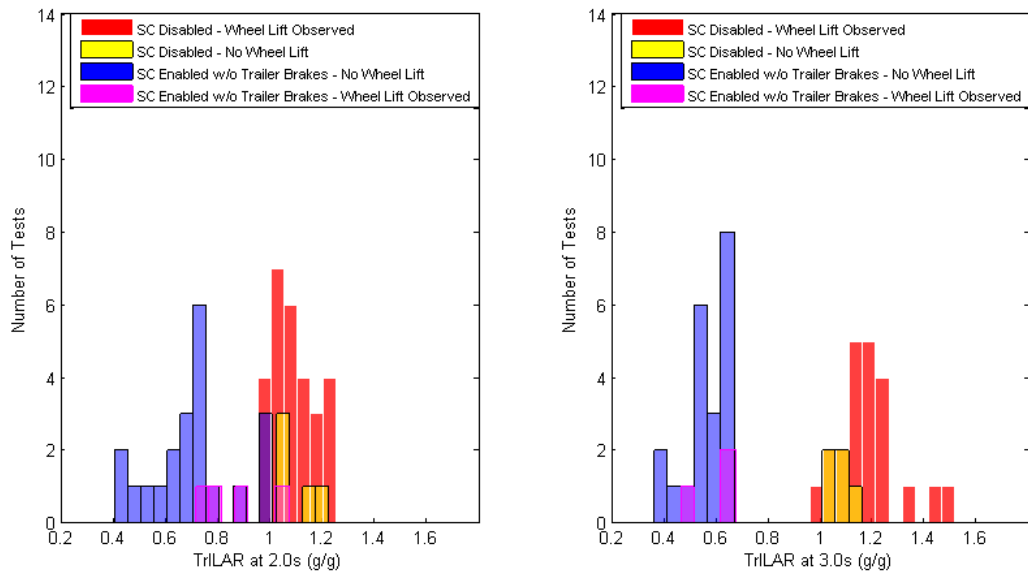 14
12
10
8
6
4
2
0
Number of Tests
SC Disabled - Wheel Lift Observed
SC Disabled - No Wheel Lift
SC Enabled w/o Trailer Brakes - No Wheel Lift
SC Enabled w/o Trailer Brakes - Wheel Lift Observed
0.2 0.4 0.6 0.8 1 1.2 1.4 1.6
TrlLAR at 2.0s (g/g)
14
12
10
8
6
4
2
0
Number of Tests
SC Disabled - Wheel Lift Observed
SC Disabled - No Wheel Lift
SC Enabled w/o Trailer Brakes - No Wheel Lift
SC Enabled w/o Trailer Brakes - Wheel Lift Observed
0.2 0.4 0.6 0.8 1 1.2 1.4 1.6
TrlLAR at 3.0s (g/g)